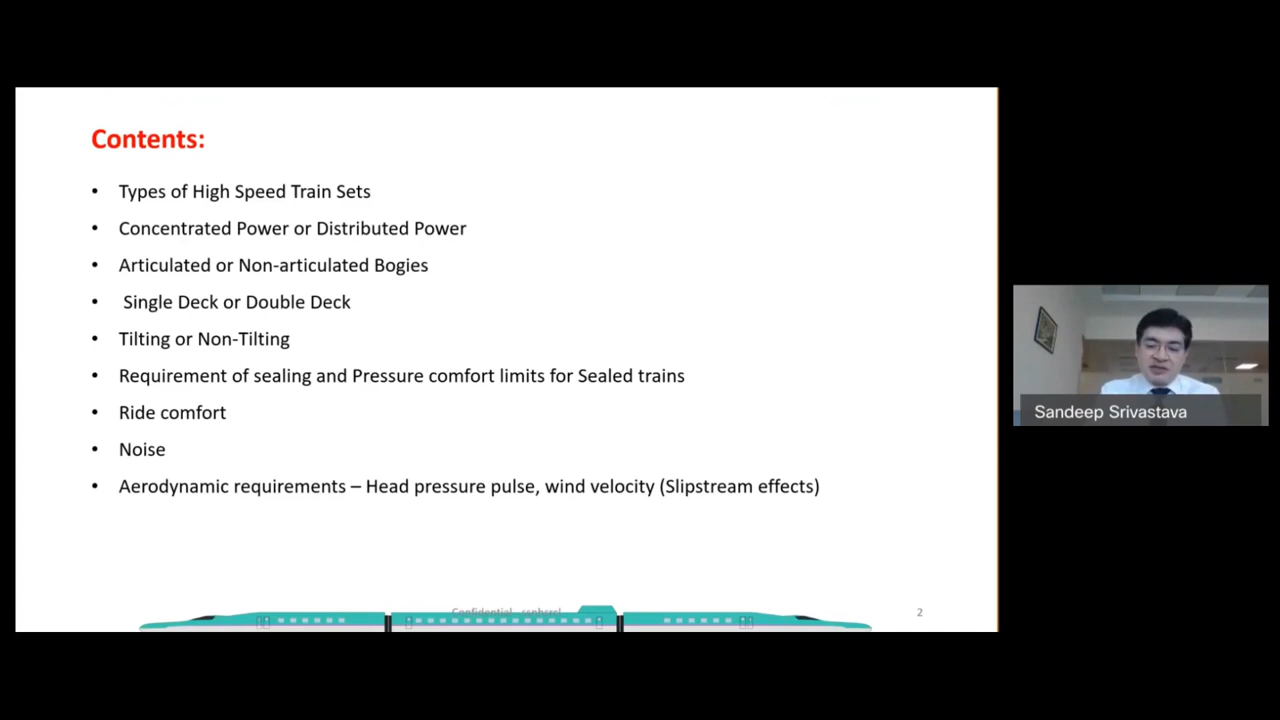 Contents:
• Types of High Speed Train Sets
• Concentrated Power or Distributed Power
• Articulated or Non-articulated Bogies
• Single Deck or Double Deck
• Tilting or Non-Tilting
• Requirement of sealing and Pressure comfort limits for Sealed trains
• Ride comfort
• Noise
• Aerodynamic requirements – Head pressure pulse, wind velocity (Slipstream effects)
Confidential
2
Sandeep Srivastava